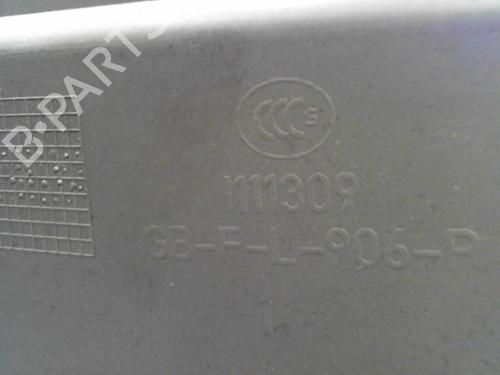 B-PARTS
CCC S
1111309
GB-F-L-906-P